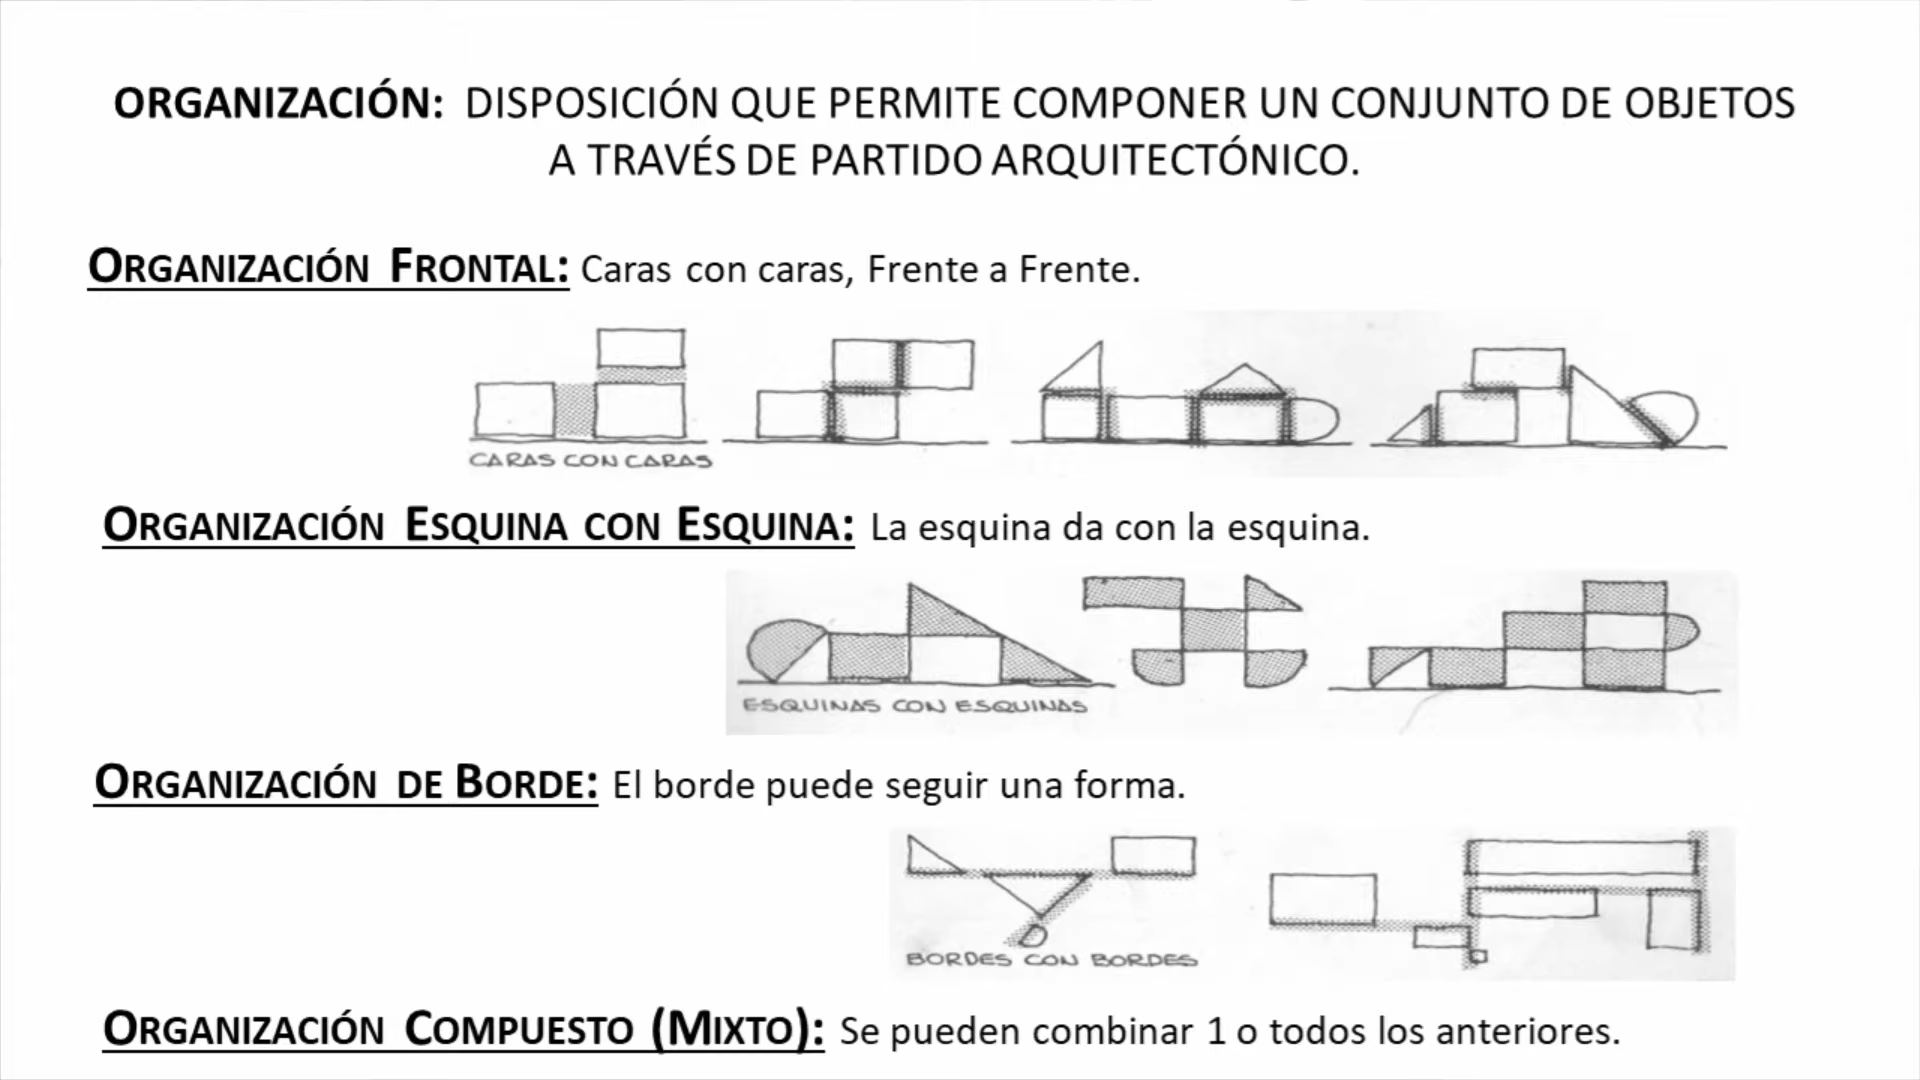 ORGANIZACIÓN: DISPOSICIÓN QUE PERMITE COMPONER UN CONJUNTO DE OBJETOS
A TRAVÉS DE PARTIDO ARQUITECTÓNICO.
ORGANIZACIÓN FRONTAL: Caras con caras, Frente a Frente.
CARAS CON CARAS
ORGANIZACIÓN ESQUINA CON ESQUINA: La esquina da con la esquina.
ESQUINAS CON ESQUINAS
ORGANIZACIÓN DE BORDE: El borde puede seguir una forma.
BORDES CON BORDES
ORGANIZACIÓN COMPUESTO (MIXTO): Se pueden combinar 1 o todos los anteriores.